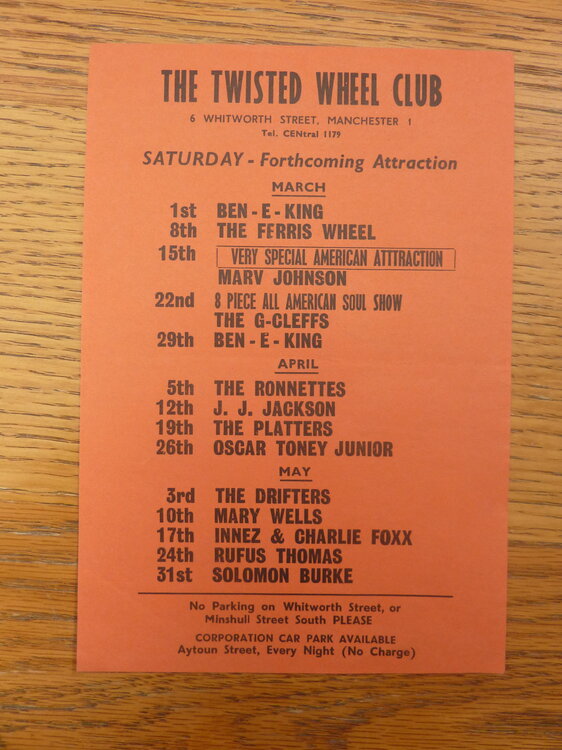 THE TWISTED WHEEL CLUB
6 WHITWORTH STREET, MANCHESTER 1
Tel. CENtral 1179
SATURDAY - Forthcoming Attraction
MARCH
1st BEN - E - KING
8th THE FERRIS WHEEL
15th VERY SPECIAL AMERICAN ATTTRACTION
MARV JOHNSON
22nd 8 PIECE ALL AMERICAN SOUL SHOW
THE G-CLEFFS
29th BEN - E - KING
APRIL
5th THE RONNETTES
12th J. J. JACKSON
19th THE PLATTERS
26th OSCAR TONEY JUNIOR
MAY
3rd THE DRIFTERS
10th MARY WELLS
17th INNEZ & CHARLIE FOXX
24th RUFUS THOMAS
31st SOLOMON BURKE
No Parking on Whitworth Street, or
Minshull Street South PLEASE
CORPORATION CAR PARK AVAILABLE
Aytoun Street, Every Night (No Charge)